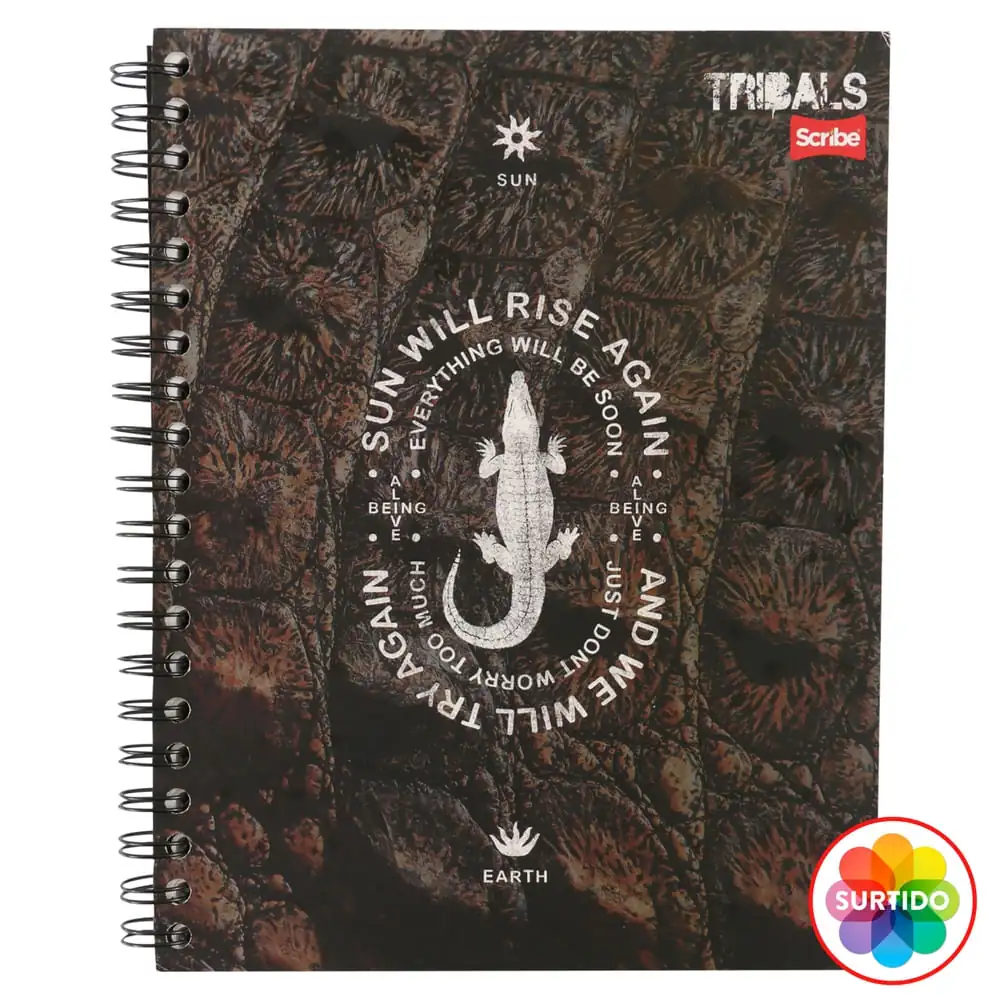 TRIBALS
Scribe
SUN
SUN WILL RISE AGAIN
EVERYTHING WILL BE SOON
BEING
ALIVE
BEING
ALIVE
AND WE WILL TRY AGAIN
JUST DONT WORRY TOO MUCH
EARTH
SURTIDO